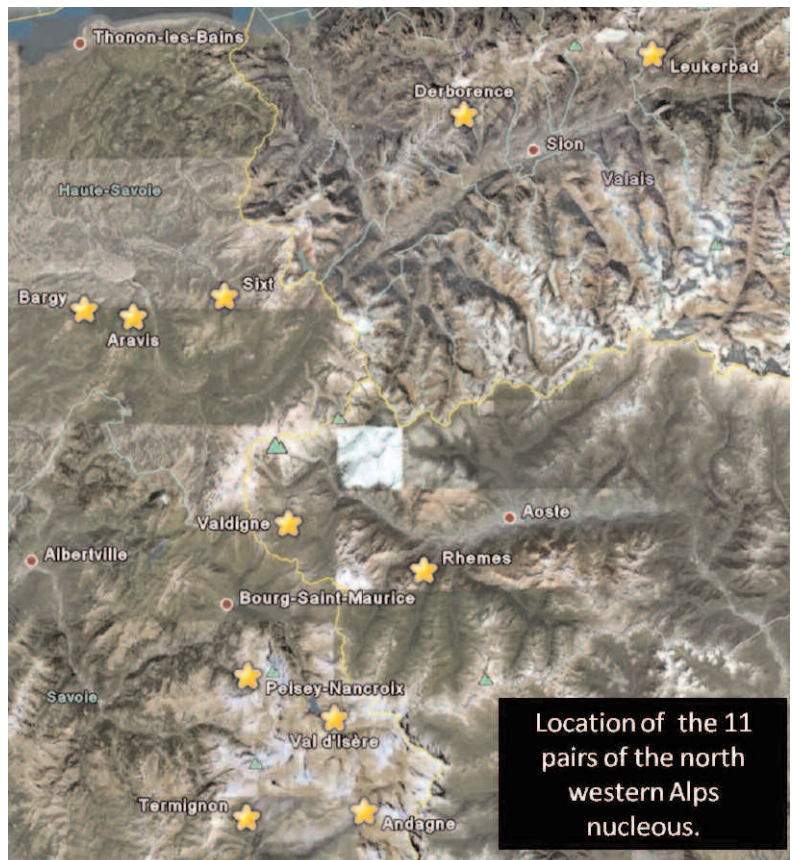 Thonon-les-Bains
Leukerbad
Derborence
Sion
Valais
Haute-Savoie
Sixt
Bargy
Aravis
Valdigne
Aoste
Albertville
Rhemes
Bourg-Saint-Maurice
Peisey-Nancroix
Savoie
Val d'Isère
Termignon
Andagne
Location of the 11
pairs of the north
western Alps
nucleous.